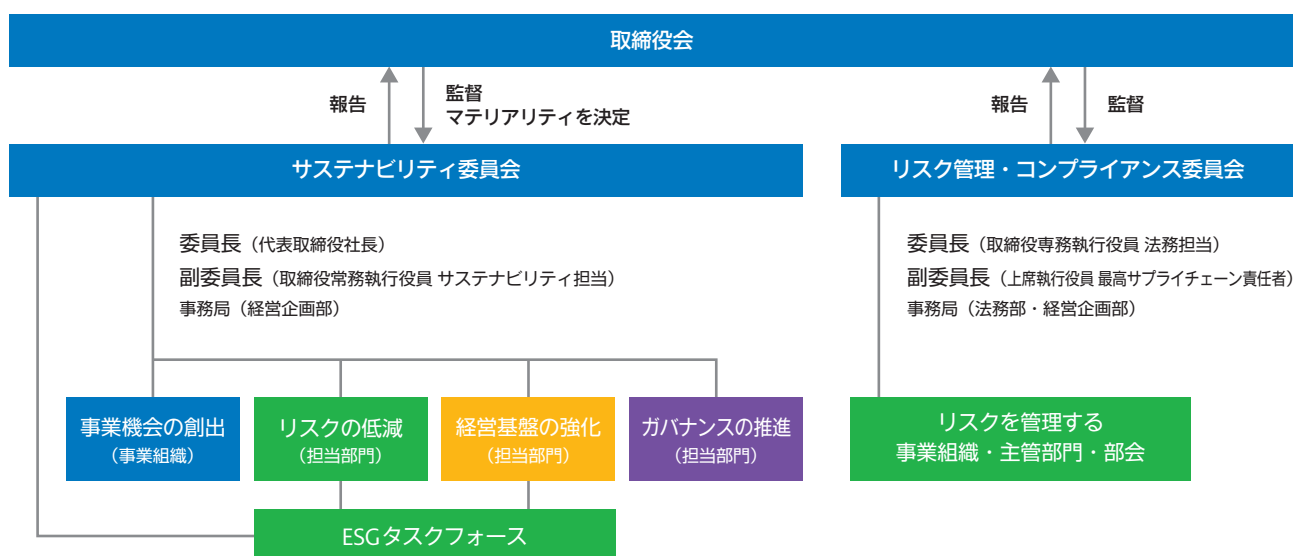 取締役会
報告
監督
マテリアリティを決定
報告
監督
サステナビリティ委員会
リスク管理・コンプライアンス委員会
委員長（代表取締役社長）
副委員長（取締役常務執行役員 サステナビリティ担当）
事務局（経営企画部）
委員長（取締役専務執行役員 法務担当）
副委員長（上席執行役員 最高サプライチェーン責任者）
事務局（法務部・経営企画部）
事業機会の創出
（事業組織）
リスクの低減
（担当部門）
経営基盤の強化
（担当部門）
ガバナンスの推進
（担当部門）
リスクを管理する
事業組織・主管部門・部会
ESGタスクフォース